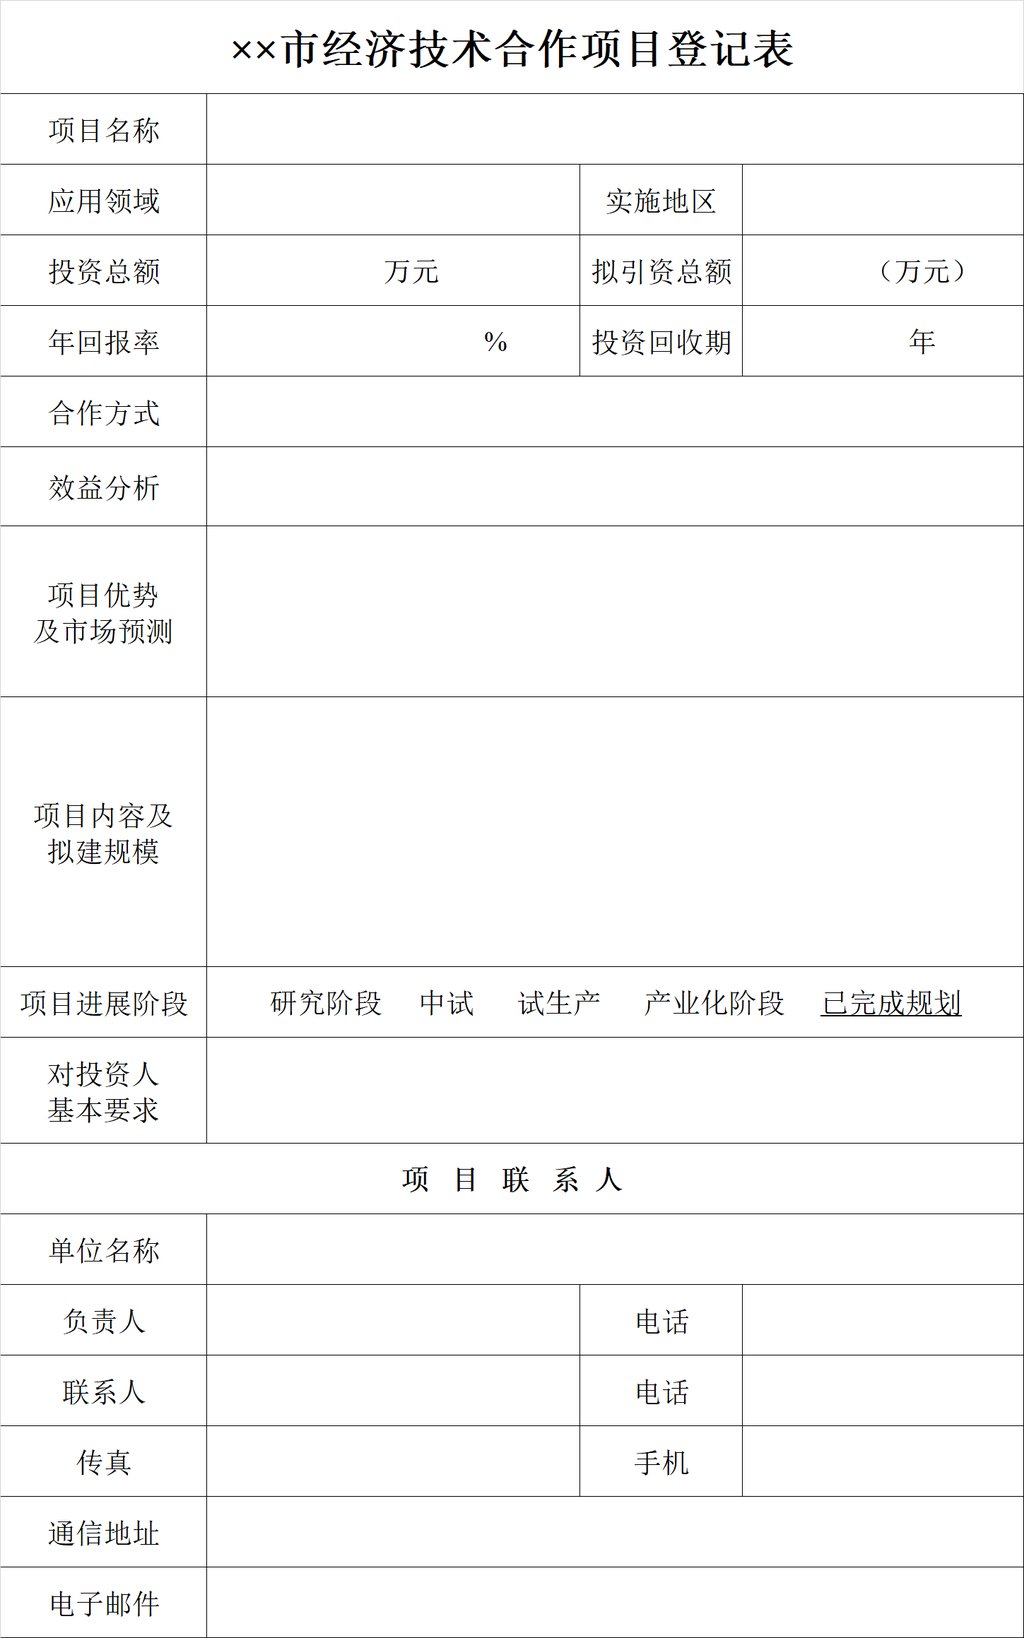 ××市经济技术合作项目登记表
项目名称
应用领域 实施地区
投资总额 万元 拟引资总额 （万元）
年回报率 % 投资回收期 年
合作方式
效益分析
项目优势
及市场预测
项目内容及
拟建规模
项目进展阶段 研究阶段 中试 试生产 产业化阶段 已完成规划
对投资人
基本要求
项 目 联 系 人
单位名称
负责人 电话
联系人 电话
传真 手机
通信地址
电子邮件